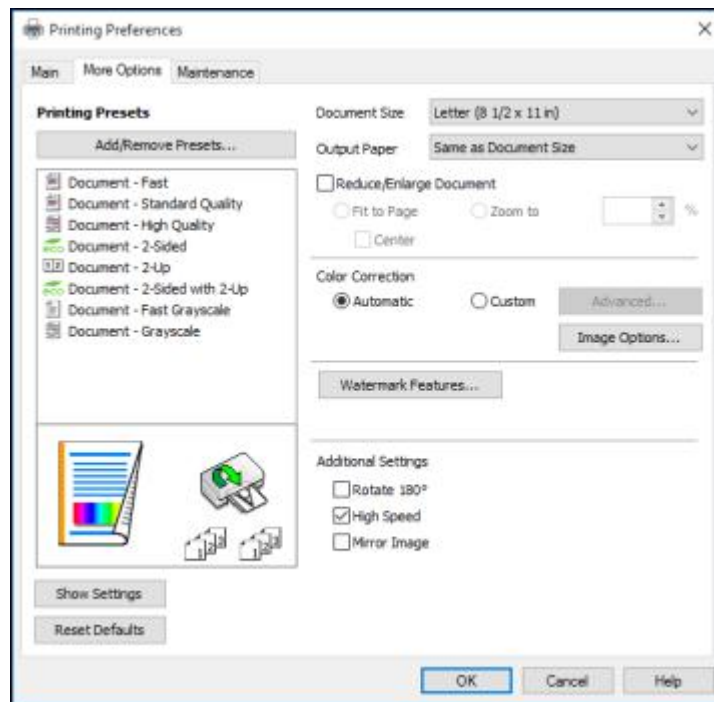 Printing Preferences
Main More Options Maintenance
Printing Presets
Add/Remove Presets...
Document - Fast
Document - Standard Quality
Document - High Quality
Document - 2-Sided
Document - 2-Up
Document - 2-Sided with 2-Up
Document - Fast Grayscale
Document - Grayscale
Show Settings
Reset Defaults
Document Size Letter (8 1/2 x 11 in)
Output Paper Same as Document Size
Reduce/Enlarge Document
Fit to Page Zoom to %
Center
Color Correction
Automatic Custom Advanced...
Image Options...
Watermark Features...
Additional Settings
Rotate 180°
High Speed
Mirror Image
OK Cancel Help